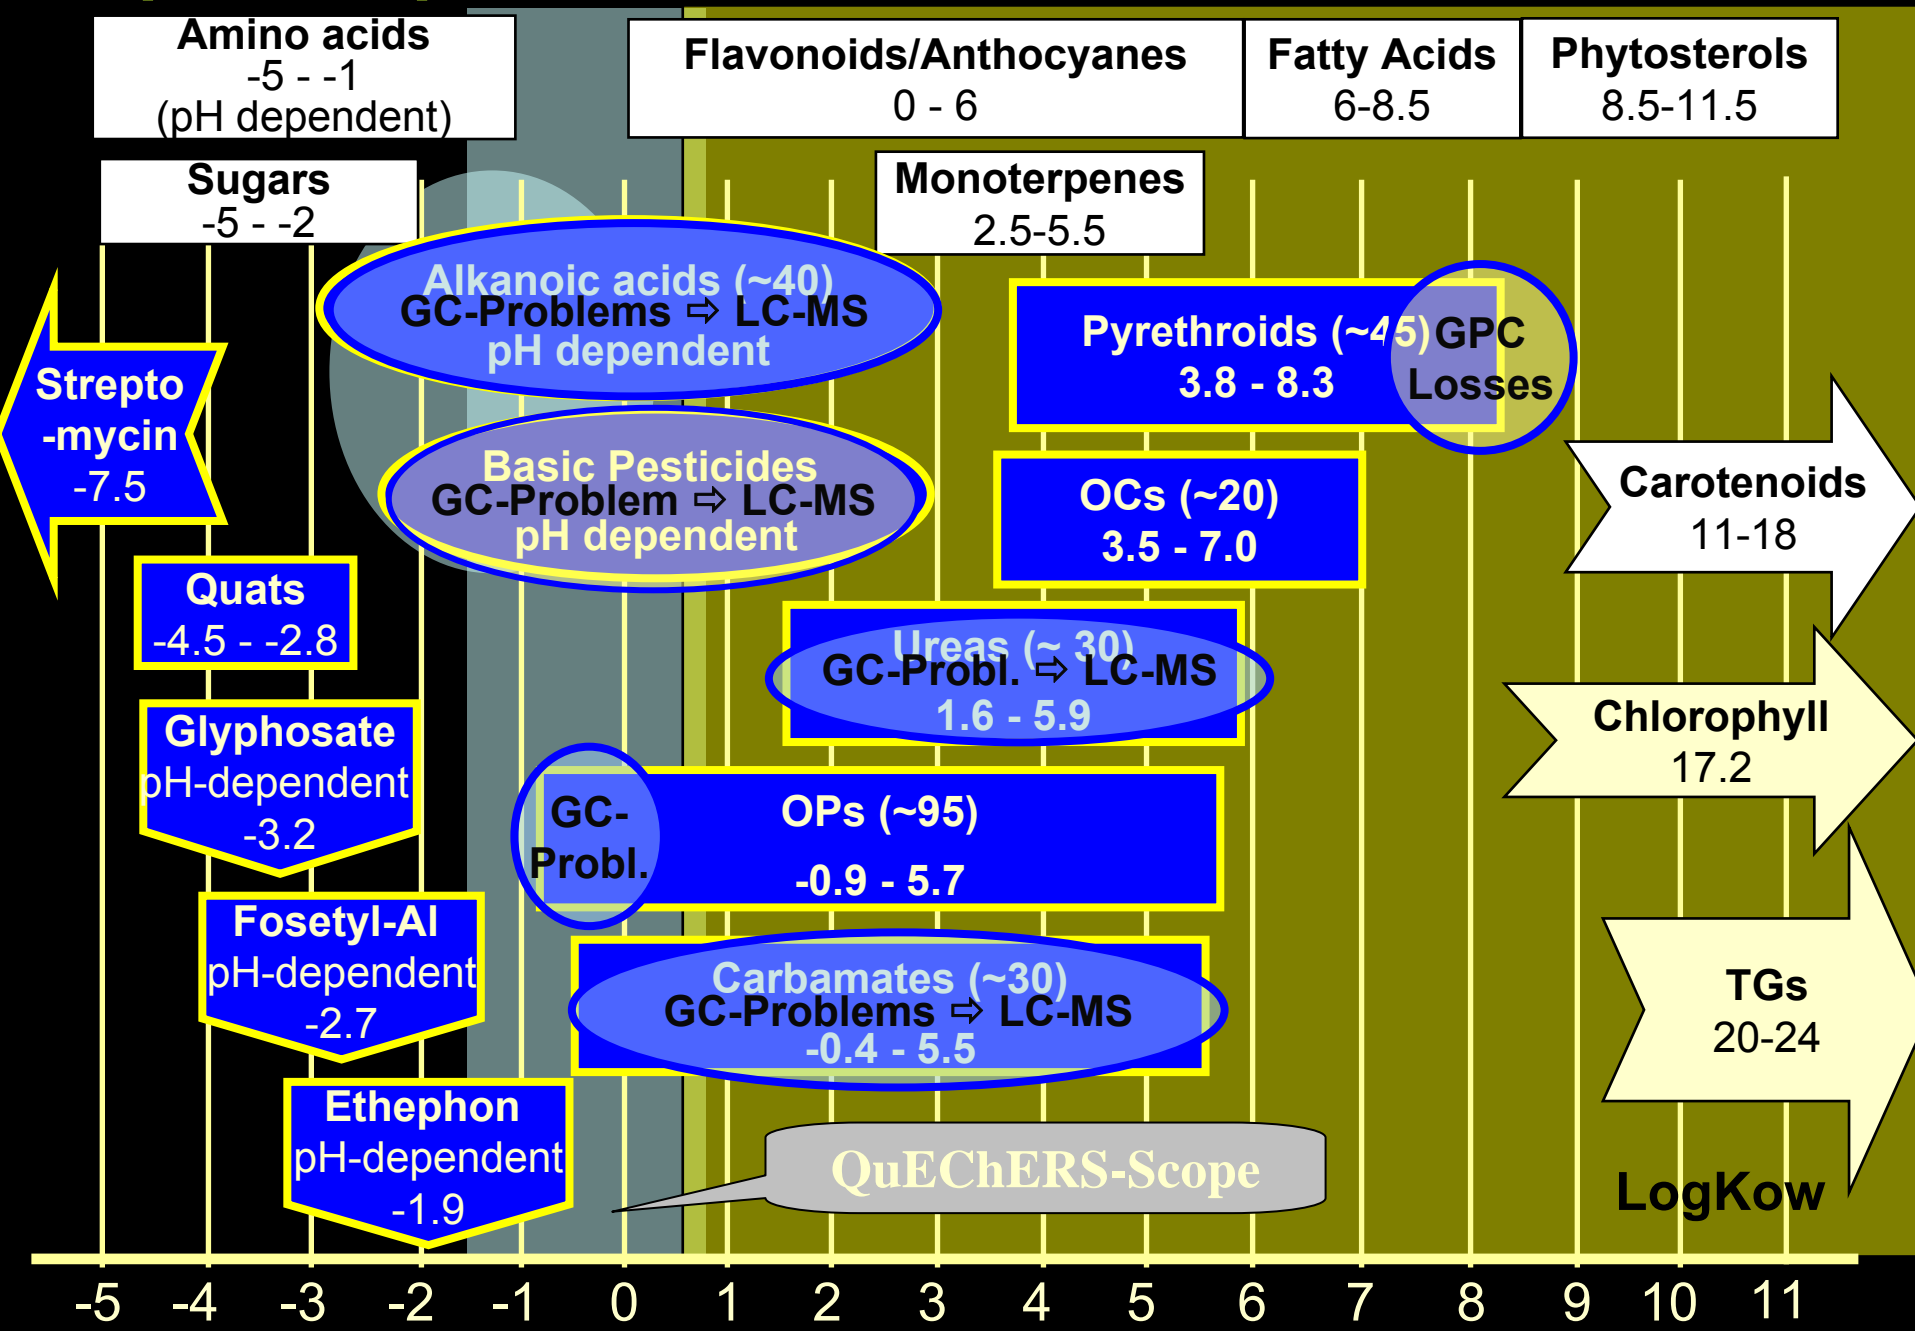 Amino acids
-5 - -1
(pH dependent)
Flavonoids/Anthocyanes
0 - 6
Fatty Acids
6-8.5
Phytosterols
8.5-11.5
Sugars
-5 - -2
Monoterpenes
2.5-5.5
Alkanoic acids (~40)
GC-Problems ⇨ LC-MS
pH dependent
Pyrethroids (~45)
3.8 - 8.3
GPC
Losses
Strepto
-mycin
-7.5
Basic Pesticides
GC-Problem ⇨ LC-MS
pH dependent
OCs (~20)
3.5 - 7.0
Carotenoids
11-18
Quats
-4.5 - -2.8
Ureas (~ 30)
GC-Probl. ⇨ LC-MS
1.6 - 5.9
Glyphosate
pH-dependent
-3.2
Chlorophyll
17.2
GC-
Probl.
OPs (~95)
-0.9 - 5.7
Fosetyl-Al
pH-dependent
-2.7
Carbamates (~30)
GC-Problems ⇨ LC-MS
-0.4 - 5.5
TGs
20-24
Ethephon
pH-dependent
-1.9
QuEChERS-Scope
LogKow
-5 -4 -3 -2 -1 0 1 2 3 4 5 6 7 8 9 10 11